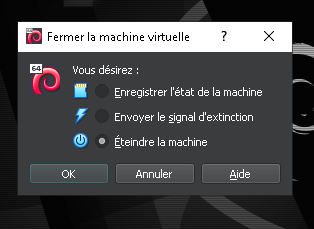 Fermer la machine virtuelle
?
64
Vous désirez :
Enregistrer l'état de la machine
Envoyer le signal d'extinction
Éteindre la machine
OK Annuler Aide